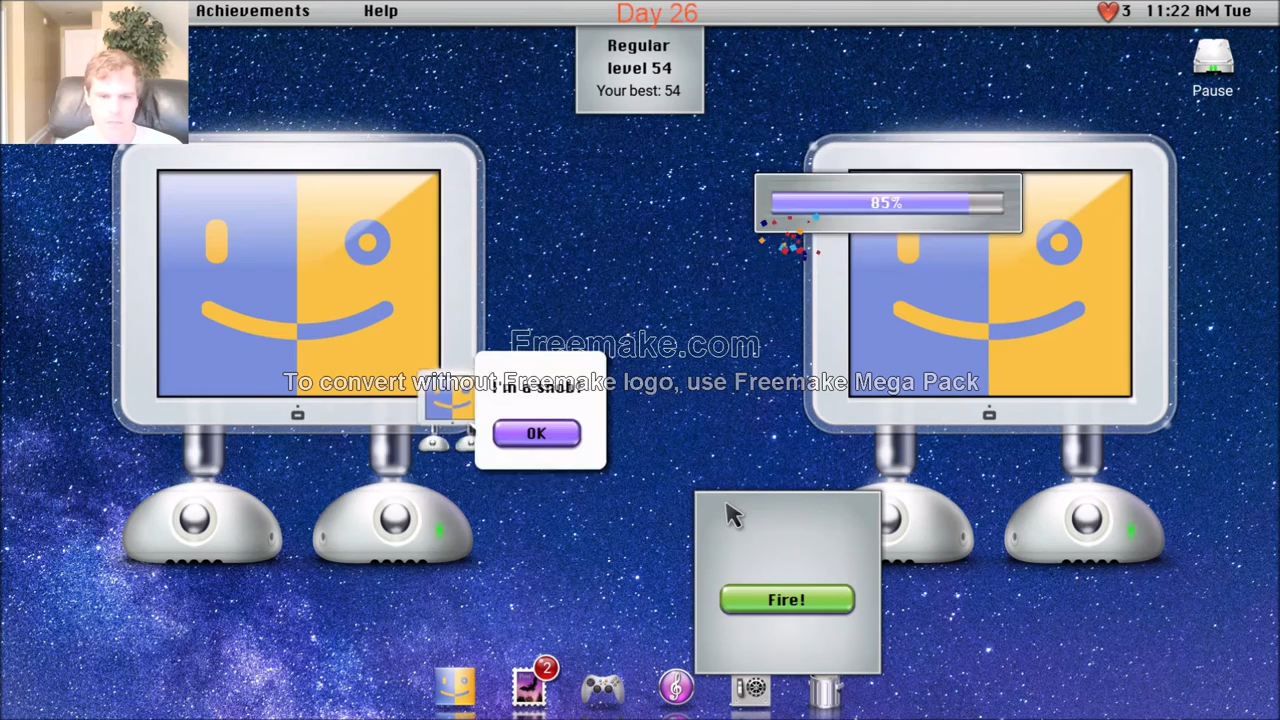 Achievements Help Day 26 3 11:22 AM Tue
Regular
level 54
Your best: 54
Pause
85%
Freemake.com
To convert without Freemake logo, use Freemake Mega Pack
OK
Fire!
2